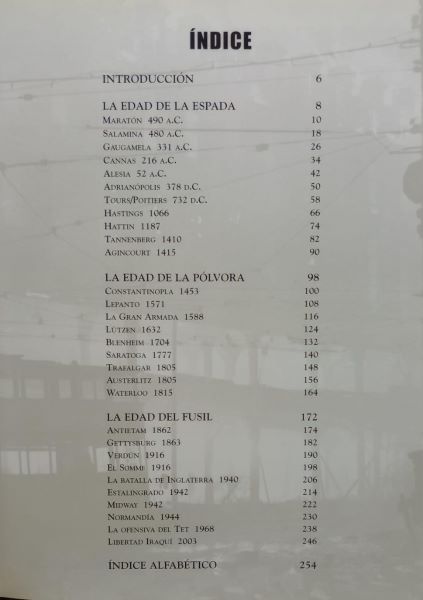 ÍNDICE
INTRODUCCIÓN 6
LA EDAD DE LA ESPADA 8
MARATÓN 490 A.C. 10
SALAMINA 480 A.C. 18
GAUGAMELA 331 A.C. 26
CANNAS 216 A.C. 34
ALESIA 52 A.C. 42
ADRIANÓPOLIS 378 D.C. 50
TOURS/POITIERS 732 D.C. 58
HASTINGS 1066 66
HATTIN 1187 74
TANNENBERG 1410 82
AGINCOURT 1415 90
LA EDAD DE LA PÓLVORA 98
CONSTANTINOPLA 1453 100
LEPANTO 1571 108
LA GRAN ARMADA 1588 116
LÜTZEN 1632 124
BLENHEIM 1704 132
SARATOGA 1777 140
TRAFALGAR 1805 148
AUSTERLITZ 1805 156
WATERLOO 1815 164
LA EDAD DEL FUSIL 172
ANTIETAM 1862 174
GETTYSBURG 1863 182
VERDÚN 1916 190
EL SOMME 1916 198
LA BATALLA DE INGLATERRA 1940 206
ESTALINGRADO 1942 214
MIDWAY 1942 222
NORMANDÍA 1944 230
LA OFENSIVA DEL TET 1968 238
LIBERTAD IRAQUÍ 2003 246
ÍNDICE ALFABÉTICO 254